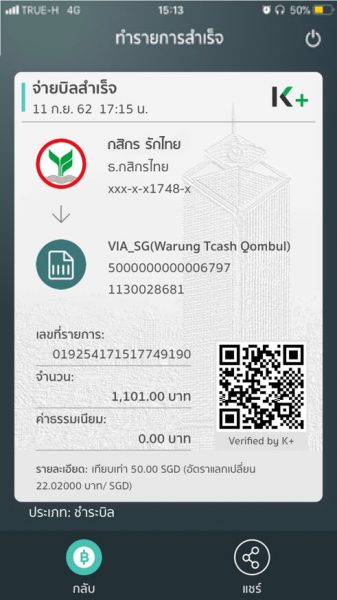 TRUE-H 4G 15:13 50%
ทำรายการสำเร็จ
จ่ายบิลสำเร็จ
11 ก.ย. 62 17:15 น.
K+
กสิกร รักไทย
ธ.กสิกรไทย
xxx-x-x1748-x
VIA_SG(Warung Tcash Qombul)
5000000000006797
1130028681
เลขที่รายการ:
019254171517749190
จำนวน:
1,101.00 บาท
ค่าธรรมเนียม:
0.00 บาท
Verified by K+
รายละเอียด: เทียบเท่า 50.00 SGD (อัตราแลกเปลี่ยน
22.02000 บาท/ SGD)
ประเภท: ชำระบิล
กลับ แชร์